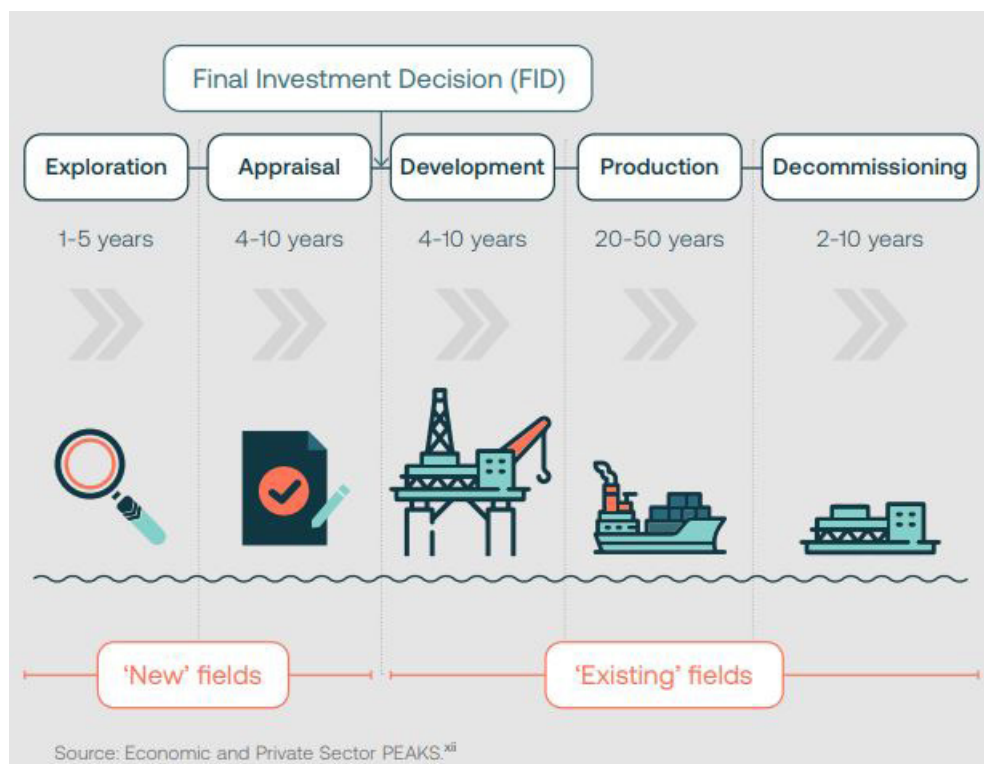 Final Investment Decision (FID)
Exploration
Appraisal
Development
Production
Decommissioning
1-5 years
4-10 years
4-10 years
20-50 years
2-10 years
‘New’ fields
‘Existing’ fields
Source: Economic and Private Sector PEAKS.xii